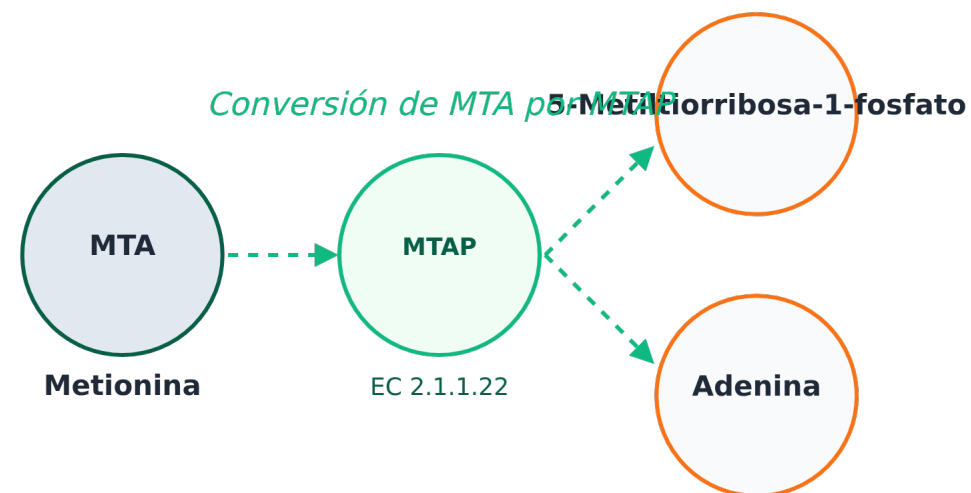 Conversión de MTA por MTAP
5-Metiltiorribosa-1-fosfato
MTA
Metionina
MTAP
EC 2.1.1.22
Adenina